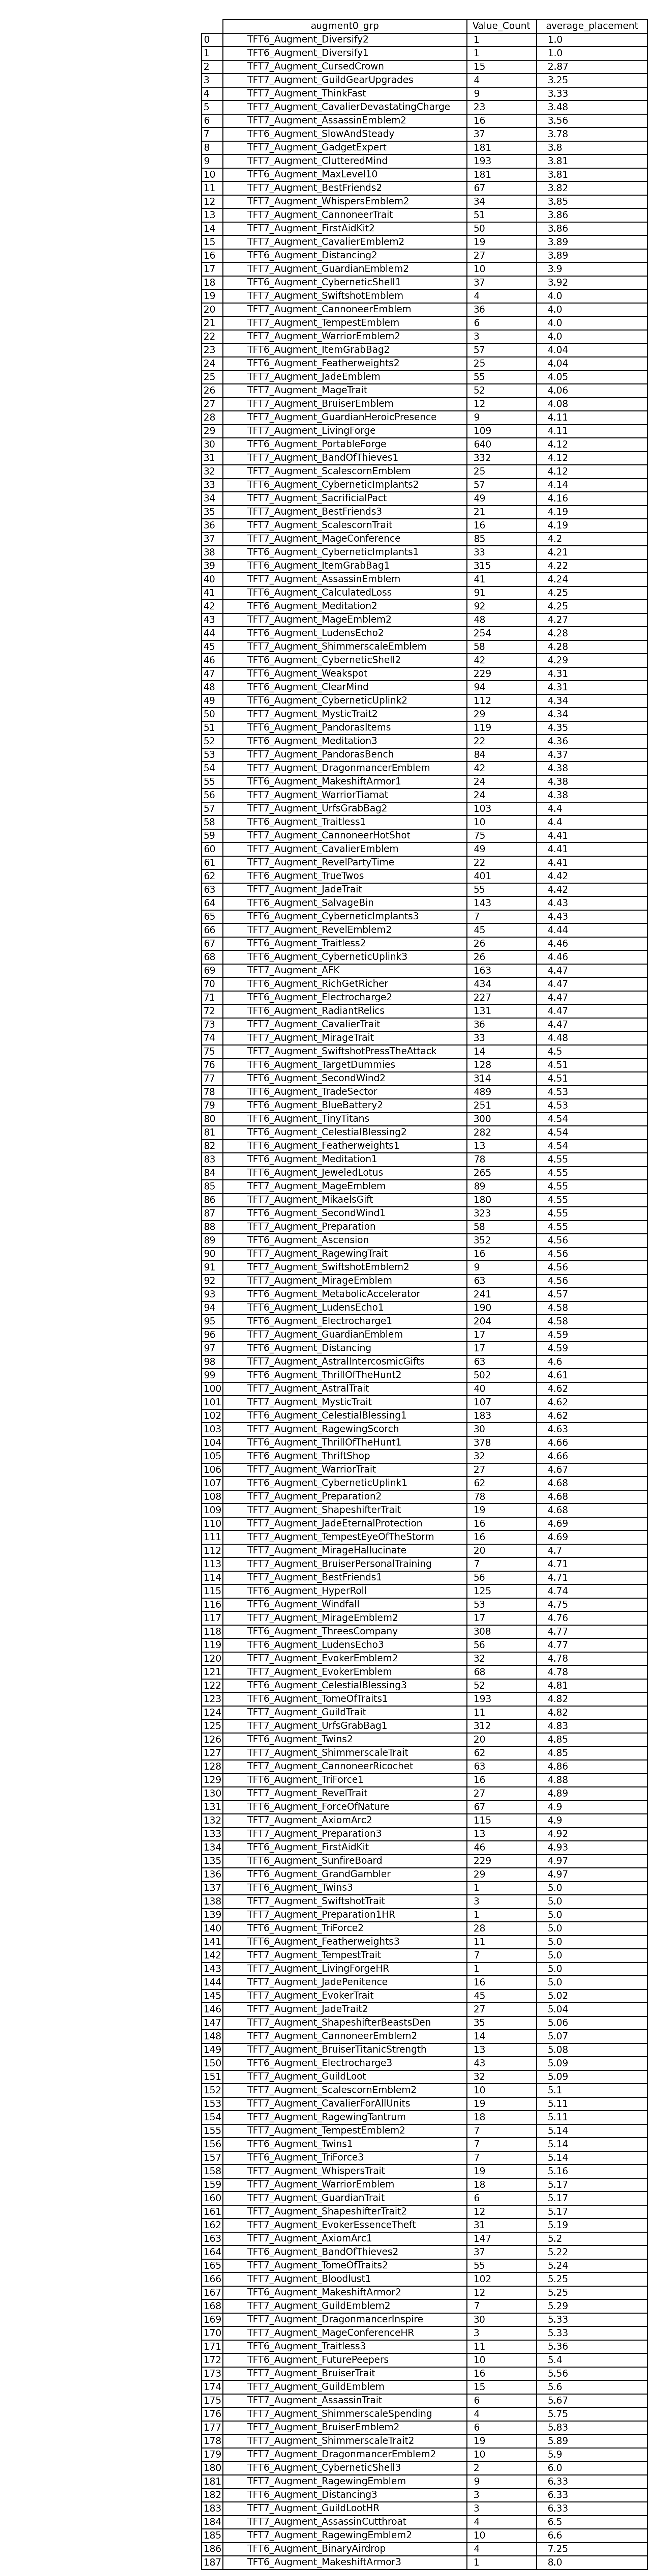 augment0_grp Value_Count average_placement
0 TFT6_Augment_Diversify2 1 1.0
1 TFT6_Augment_Diversify1 1 1.0
2 TFT7_Augment_CursedCrown 15 2.87
3 TFT7_Augment_GuildGearUpgrades 4 3.25
4 TFT7_Augment_ThinkFast 9 3.33
5 TFT7_Augment_CavalierDevastatingCharge 23 3.48
6 TFT7_Augment_AssassinEmblem2 16 3.56
7 TFT6_Augment_SlowAndSteady 37 3.78
8 TFT7_Augment_GadgetExpert 181 3.8
9 TFT7_Augment_ClutteredMind 193 3.81
10 TFT6_Augment_MaxLevel10 181 3.81
11 TFT7_Augment_BestFriends2 67 3.82
12 TFT7_Augment_WhispersEmblem2 34 3.85
13 TFT7_Augment_CannoneerTrait 51 3.86
14 TFT7_Augment_FirstAidKit2 50 3.86
15 TFT7_Augment_CavalierEmblem2 19 3.89
16 TFT6_Augment_Distancing2 27 3.89
17 TFT7_Augment_GuardianEmblem2 10 3.9
18 TFT6_Augment_CyberneticShell1 37 3.92
19 TFT7_Augment_SwiftshotEmblem 4 4.0
20 TFT7_Augment_CannoneerEmblem 36 4.0
21 TFT7_Augment_TempestEmblem 6 4.0
22 TFT7_Augment_WarriorEmblem2 3 4.0
23 TFT6_Augment_ItemGrabBag2 57 4.04
24 TFT6_Augment_Featherweights2 25 4.04
25 TFT7_Augment_JadeEmblem 55 4.05
26 TFT7_Augment_MageTrait 52 4.06
27 TFT7_Augment_BruiserEmblem 12 4.08
28 TFT7_Augment_GuardianHeroicPresence 9 4.11
29 TFT7_Augment_LivingForge 109 4.11
30 TFT6_Augment_PortableForge 640 4.12
31 TFT7_Augment_BandOfThieves1 332 4.12
32 TFT7_Augment_ScalescornEmblem 25 4.12
33 TFT6_Augment_CyberneticImplants2 57 4.14
34 TFT7_Augment_SacrificialPact 49 4.16
35 TFT7_Augment_BestFriends3 21 4.19
36 TFT7_Augment_ScalescornTrait 16 4.19
37 TFT7_Augment_MageConference 85 4.2
38 TFT6_Augment_CyberneticImplants1 33 4.21
39 TFT6_Augment_ItemGrabBag1 315 4.22
40 TFT7_Augment_AssassinEmblem 41 4.24
41 TFT6_Augment_CalculatedLoss 91 4.25
42 TFT6_Augment_Meditation2 92 4.25
43 TFT7_Augment_MageEmblem2 48 4.27
44 TFT6_Augment_LudensEcho2 254 4.28
45 TFT7_Augment_ShimmerscaleEmblem 58 4.28
46 TFT6_Augment_CyberneticShell2 42 4.29
47 TFT6_Augment_Weakspot 229 4.31
48 TFT6_Augment_ClearMind 94 4.31
49 TFT6_Augment_CyberneticUplink2 112 4.34
50 TFT7_Augment_MysticTrait2 29 4.34
51 TFT6_Augment_PandorasItems 119 4.35
52 TFT6_Augment_Meditation3 22 4.36
53 TFT7_Augment_PandorasBench 84 4.37
54 TFT7_Augment_DragonmancerEmblem 42 4.38
55 TFT6_Augment_MakeshiftArmor1 24 4.38
56 TFT7_Augment_WarriorTiamat 24 4.38
57 TFT7_Augment_UrfsGrabBag2 103 4.4
58 TFT6_Augment_Traitless1 10 4.4
59 TFT7_Augment_CannoneerHotShot 75 4.41
60 TFT7_Augment_CavalierEmblem 49 4.41
61 TFT7_Augment_RevelPartyTime 22 4.41
62 TFT6_Augment_TrueTwos 401 4.42
63 TFT7_Augment_JadeTrait 55 4.42
64 TFT6_Augment_SalvageBin 143 4.43
65 TFT6_Augment_CyberneticImplants3 7 4.43
66 TFT7_Augment_RevelEmblem2 45 4.44
67 TFT6_Augment_Traitless2 26 4.46
68 TFT6_Augment_CyberneticUplink3 26 4.46
69 TFT7_Augment_AFK 163 4.47
70 TFT6_Augment_RichGetRicher 434 4.47
71 TFT6_Augment_Electrocharge2 227 4.47
72 TFT6_Augment_RadiantRelics 131 4.47
73 TFT7_Augment_CavalierTrait 36 4.47
74 TFT7_Augment_MirageTrait 33 4.48
75 TFT7_Augment_SwiftshotPressTheAttack 14 4.5
76 TFT6_Augment_TargetDummies 128 4.51
77 TFT6_Augment_SecondWind2 314 4.51
78 TFT6_Augment_TradeSector 489 4.53
79 TFT6_Augment_BlueBattery2 251 4.53
80 TFT6_Augment_TinyTitans 300 4.54
81 TFT6_Augment_CelestialBlessing2 282 4.54
82 TFT6_Augment_Featherweights1 13 4.54
83 TFT6_Augment_Meditation1 78 4.55
84 TFT6_Augment_JeweledLotus 265 4.55
85 TFT7_Augment_MageEmblem 89 4.55
86 TFT7_Augment_MikaelsGift 180 4.55
87 TFT6_Augment_SecondWind1 323 4.55
88 TFT7_Augment_Preparation 58 4.55
89 TFT6_Augment_Ascension 352 4.56
90 TFT7_Augment_RagewingTrait 16 4.56
91 TFT7_Augment_SwiftshotEmblem2 9 4.56
92 TFT7_Augment_MirageEmblem 63 4.56
93 TFT6_Augment_MetabolicAccelerator 241 4.57
94 TFT6_Augment_LudensEcho1 190 4.58
95 TFT6_Augment_Electrocharge1 204 4.58
96 TFT7_Augment_GuardianEmblem 17 4.59
97 TFT6_Augment_Distancing 17 4.59
98 TFT7_Augment_AstralIntercosmicGifts 63 4.6
99 TFT6_Augment_ThrillOfTheHunt2 502 4.61
100 TFT7_Augment_AstralTrait 40 4.62
101 TFT7_Augment_MysticTrait 107 4.62
102 TFT6_Augment_CelestialBlessing1 183 4.62
103 TFT7_Augment_RagewingScorch 30 4.63
104 TFT6_Augment_ThrillOfTheHunt1 378 4.66
105 TFT6_Augment_ThriftShop 32 4.66
106 TFT7_Augment_WarriorTrait 27 4.67
107 TFT6_Augment_CyberneticUplink1 62 4.68
108 TFT7_Augment_Preparation2 78 4.68
109 TFT7_Augment_ShapeshifterTrait 19 4.68
110 TFT7_Augment_JadeEternalProtection 16 4.69
111 TFT7_Augment_TempestEyeOfTheStorm 16 4.69
112 TFT7_Augment_MirageHallucinate 20 4.7
113 TFT7_Augment_BruiserPersonalTraining 7 4.71
114 TFT7_Augment_BestFriends1 56 4.71
115 TFT6_Augment_HyperRoll 125 4.74
116 TFT6_Augment_Windfall 53 4.75
117 TFT7_Augment_MirageEmblem2 17 4.76
118 TFT6_Augment_ThreesCompany 308 4.77
119 TFT6_Augment_LudensEcho3 56 4.77
120 TFT7_Augment_EvokerEmblem2 32 4.78
121 TFT7_Augment_EvokerEmblem 68 4.78
122 TFT6_Augment_CelestialBlessing3 52 4.81
123 TFT6_Augment_TomeOfTraits1 193 4.82
124 TFT7_Augment_GuildTrait 11 4.82
125 TFT7_Augment_UrfsGrabBag1 312 4.83
126 TFT6_Augment_Twins2 20 4.85
127 TFT7_Augment_ShimmerscaleTrait 62 4.85
128 TFT7_Augment_CannoneerRicochet 63 4.86
129 TFT6_Augment_TriForce1 16 4.88
130 TFT7_Augment_RevelTrait 27 4.89
131 TFT6_Augment_ForceOfNature 67 4.9
132 TFT7_Augment_AxiomArc2 115 4.9
133 TFT7_Augment_Preparation3 13 4.92
134 TFT6_Augment_FirstAidKit 46 4.93
135 TFT6_Augment_SunfireBoard 229 4.97
136 TFT6_Augment_GrandGambler 29 4.97
137 TFT6_Augment_Twins3 1 5.0
138 TFT7_Augment_SwiftshotTrait 3 5.0
139 TFT7_Augment_Preparation1HR 1 5.0
140 TFT6_Augment_TriForce2 28 5.0
141 TFT6_Augment_Featherweights3 11 5.0
142 TFT7_Augment_TempestTrait 7 5.0
143 TFT7_Augment_LivingForgeHR 1 5.0
144 TFT7_Augment_JadePenitence 16 5.0
145 TFT7_Augment_EvokerTrait 45 5.02
146 TFT7_Augment_JadeTrait2 27 5.04
147 TFT7_Augment_ShapeshifterBeastsDen 35 5.06
148 TFT7_Augment_CannoneerEmblem2 14 5.07
149 TFT7_Augment_BruiserTitanicStrength 13 5.08
150 TFT6_Augment_Electrocharge3 43 5.09
151 TFT7_Augment_GuildLoot 32 5.09
152 TFT7_Augment_ScalescornEmblem2 10 5.1
153 TFT7_Augment_CavalierForAllUnits 19 5.11
154 TFT7_Augment_RagewingTantrum 18 5.11
155 TFT7_Augment_TempestEmblem2 7 5.14
156 TFT6_Augment_Twins1 7 5.14
157 TFT6_Augment_TriForce3 7 5.14
158 TFT7_Augment_WhispersTrait 19 5.16
159 TFT7_Augment_WarriorEmblem 18 5.17
160 TFT7_Augment_GuardianTrait 6 5.17
161 TFT7_Augment_ShapeshifterTrait2 12 5.17
162 TFT7_Augment_EvokerEssenceTheft 31 5.19
163 TFT7_Augment_AxiomArc1 147 5.2
164 TFT6_Augment_BandOfThieves2 37 5.22
165 TFT7_Augment_TomeOfTraits2 55 5.24
166 TFT7_Augment_Bloodlust1 102 5.25
167 TFT6_Augment_MakeshiftArmor2 12 5.25
168 TFT7_Augment_GuildEmblem2 7 5.29
169 TFT7_Augment_DragonmancerInspire 30 5.33
170 TFT7_Augment_MageConferenceHR 3 5.33
171 TFT6_Augment_Traitless3 11 5.36
172 TFT6_Augment_FuturePeepers 10 5.4
173 TFT7_Augment_BruiserTrait 16 5.56
174 TFT7_Augment_GuildEmblem 15 5.6
175 TFT7_Augment_AssassinTrait 6 5.67
176 TFT7_Augment_ShimmerscaleSpending 4 5.75
177 TFT7_Augment_BruiserEmblem2 6 5.83
178 TFT7_Augment_ShimmerscaleTrait2 19 5.89
179 TFT7_Augment_DragonmancerEmblem2 10 5.9
180 TFT6_Augment_CyberneticShell3 2 6.0
181 TFT7_Augment_RagewingEmblem 9 6.33
182 TFT6_Augment_Distancing3 3 6.33
183 TFT7_Augment_GuildLootHR 3 6.33
184 TFT7_Augment_AssassinCutthroat 4 6.5
185 TFT7_Augment_RagewingEmblem2 10 6.6
186 TFT6_Augment_BinaryAirdrop 4 7.25
187 TFT6_Augment_MakeshiftArmor3 1 8.0